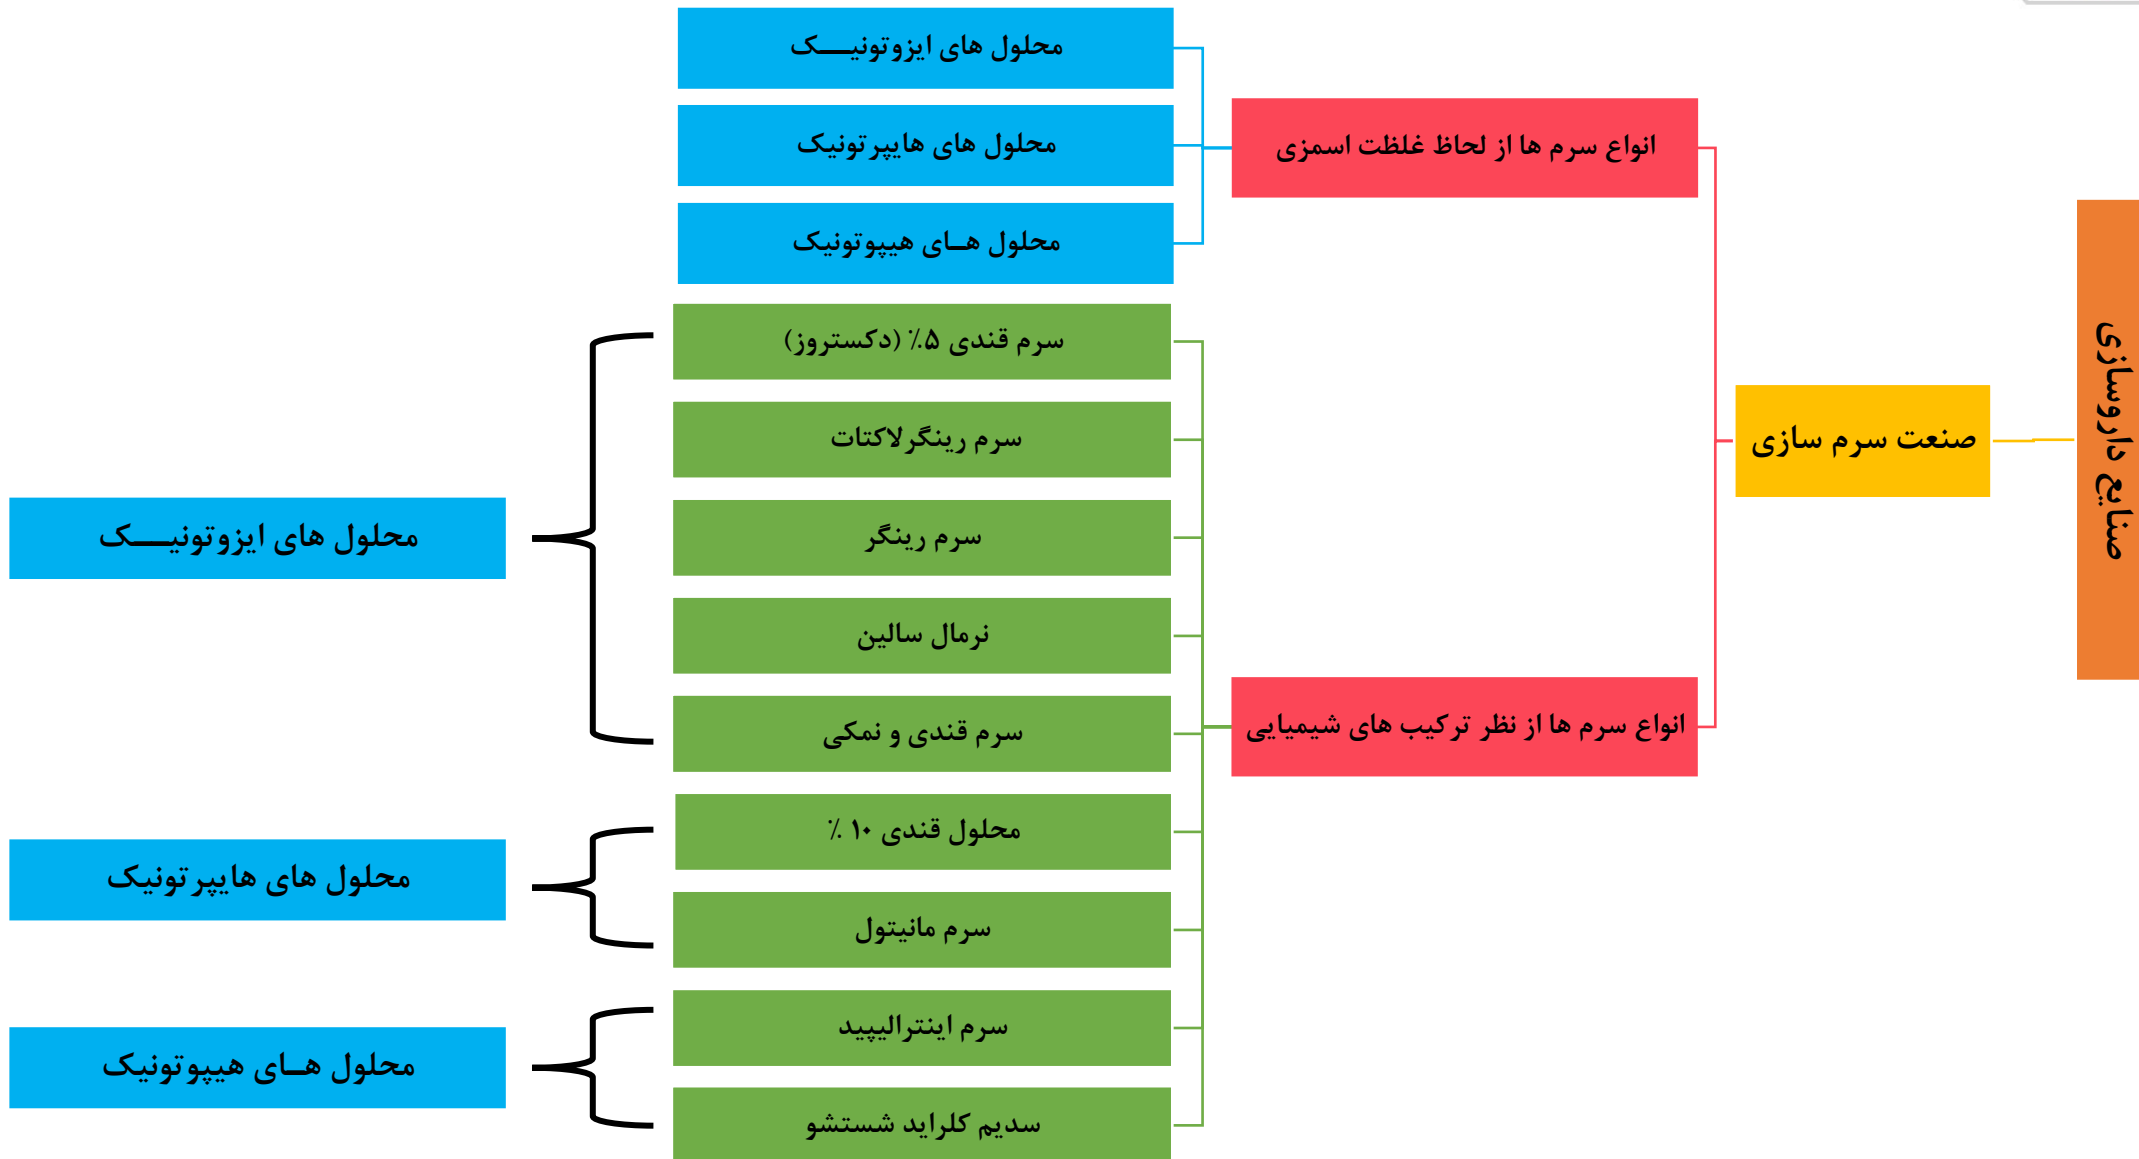 صنایع داروسازی
صنعت سرم سازی
انواع سرم ها از لحاظ غلظت اسمزی
محلول های ایزوتونیـــک
محلول های هایپرتونیک
محلول هــای هیپوتونیک
انواع سرم ها از نظر ترکیب های شیمیایی
سرم قندی ۵٪ (دکستروز)
سرم رینگرلاکتات
سرم رینگر
نرمال سالین
سرم قندی و نمکی
محلول قندی ۱۰ ٪
سرم مانیتول
سرم اینترالیپید
سدیم کلراید شستشو
محلول های ایزوتونیـــک
محلول های هایپرتونیک
محلول هــای هیپوتونیک